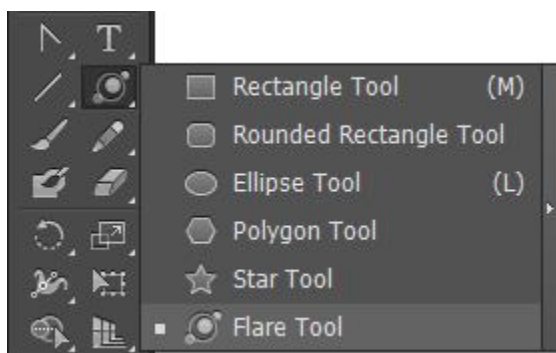 T
Rectangle Tool (M)
Rounded Rectangle Tool
Ellipse Tool (L)
Polygon Tool
Star Tool
Flare Tool